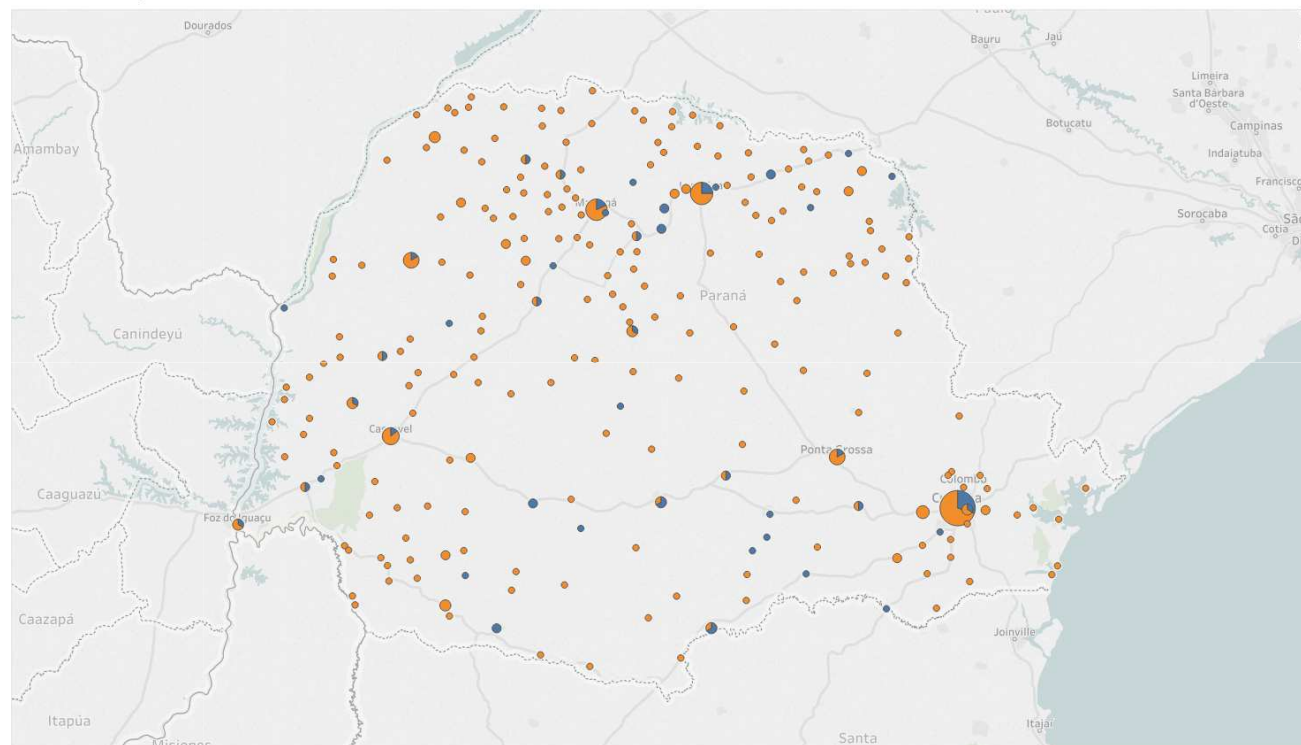 Dourados
Bauru
Jaú
Limeira
Santa Bárbara
d'Oeste
Botucatu
Campinas
Amambay
Indaiatuba
Francisco
Sorocaba
Cotia
Paraná
Canindeyú
Ponta Grossa
Colombo
Caaguazú
Foz do Iguaçu
Caazapá
Joinville
Itapúa
Misiones
Santa
Itajaí